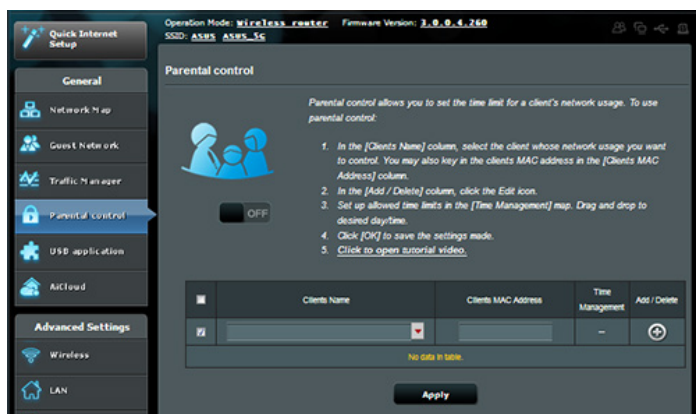 Quick Internet
Setup
Operation Mode: Wireless router Firmware Version: 3.0.0.4.260
SSID: ASUS ASUS_5G
General
Network Map
Guest Network
Traffic Manager
Parental control
USB application
AiCloud
Advanced Settings
Wireless
LAN
Parental control
Parental control allows you to set the time limit for a client's network usage. To use
parental control:
1. In the [Clients Name] column, select the client whose network usage you want
to control. You may also key in the clients MAC address in the [Clients MAC
Address] column.
2. In the [Add / Delete] column, click the Edit icon.
3. Set up allowed time limits in the [Time Management] map. Drag and drop to
desired day/time.
4. Click [OK] to save the settings made.
5. Click to open tutorial video.
OFF
Clients Name Clients MAC Address Time Management Add / Delete
–
No data in table.
Apply